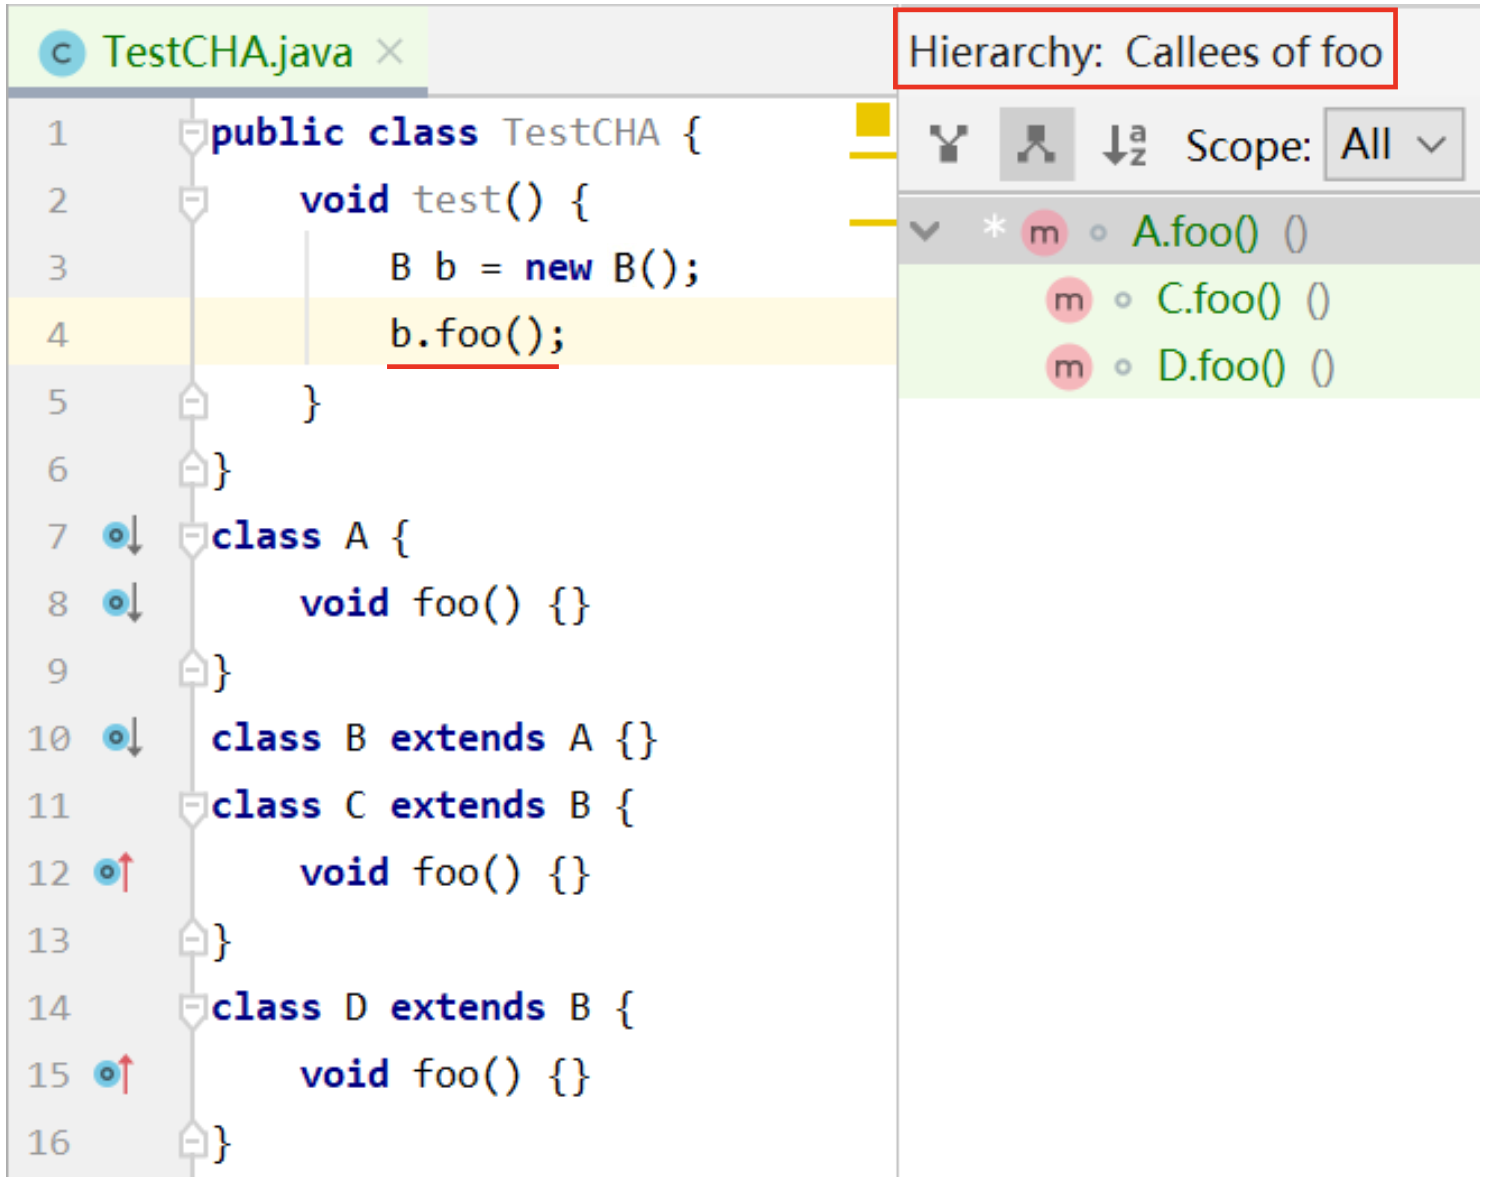 TestCHA.java
1 public class TestCHA {
2 void test() {
3 B b = new B();
4 b.foo();
5 }
6 }
7 class A {
8 void foo() {}
9 }
10 class B extends A {}
11 class C extends B {
12 void foo() {}
13 }
14 class D extends B {
15 void foo() {}
16 }
Hierarchy: Callees of foo
Scope: All
* m A.foo() ()
m C.foo() ()
m D.foo() ()